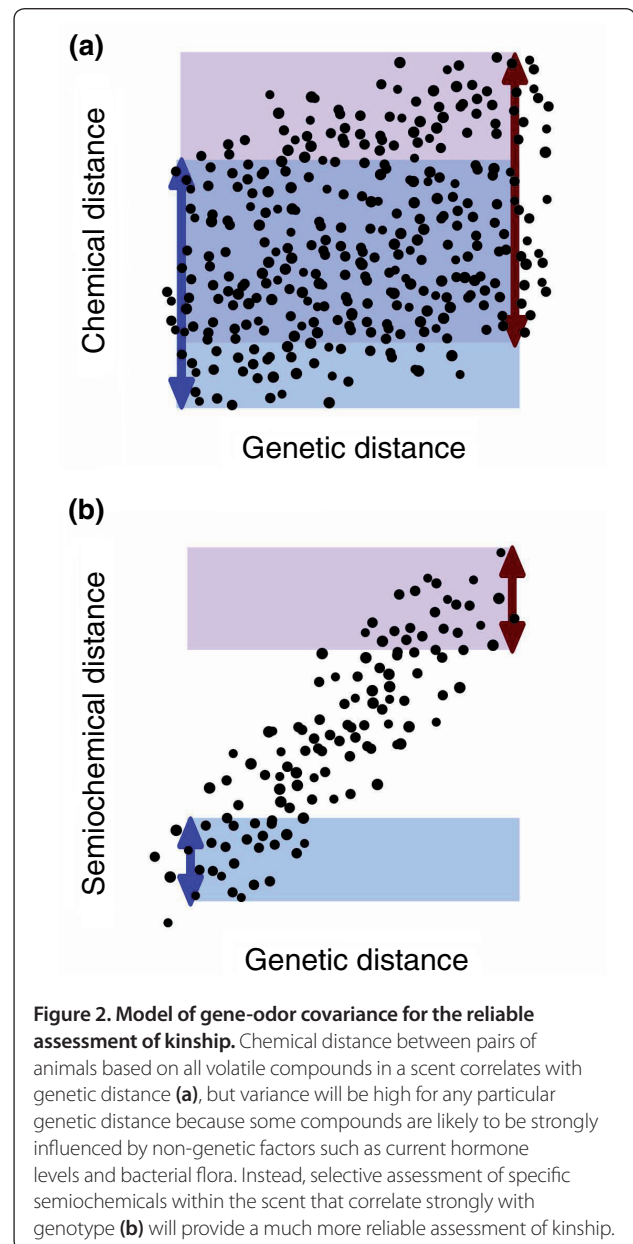 (a)
Chemical distance
Genetic distance
(b)
Semiochemical distance
Genetic distance
Figure 2. Model of gene-odor covariance for the reliable
assessment of kinship. Chemical distance between pairs of
animals based on all volatile compounds in a scent correlates with
genetic distance (a), but variance will be high for any particular
genetic distance because some compounds are likely to be strongly
influenced by non-genetic factors such as current hormone
levels and bacterial flora. Instead, selective assessment of specific
semiochemicals within the scent that correlate strongly with
genotype (b) will provide a much more reliable assessment of kinship.